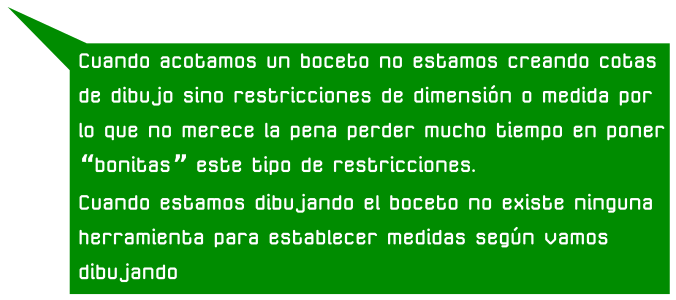 Cuando acotamos un boceto no estamos creando cotas
de dibujo sino restricciones de dimensión o medida por
lo que no merece la pena perder mucho tiempo en poner
“bonitas” este tipo de restricciones.
Cuando estamos dibujando el boceto no existe ninguna
herramienta para establecer medidas según vamos
dibujando